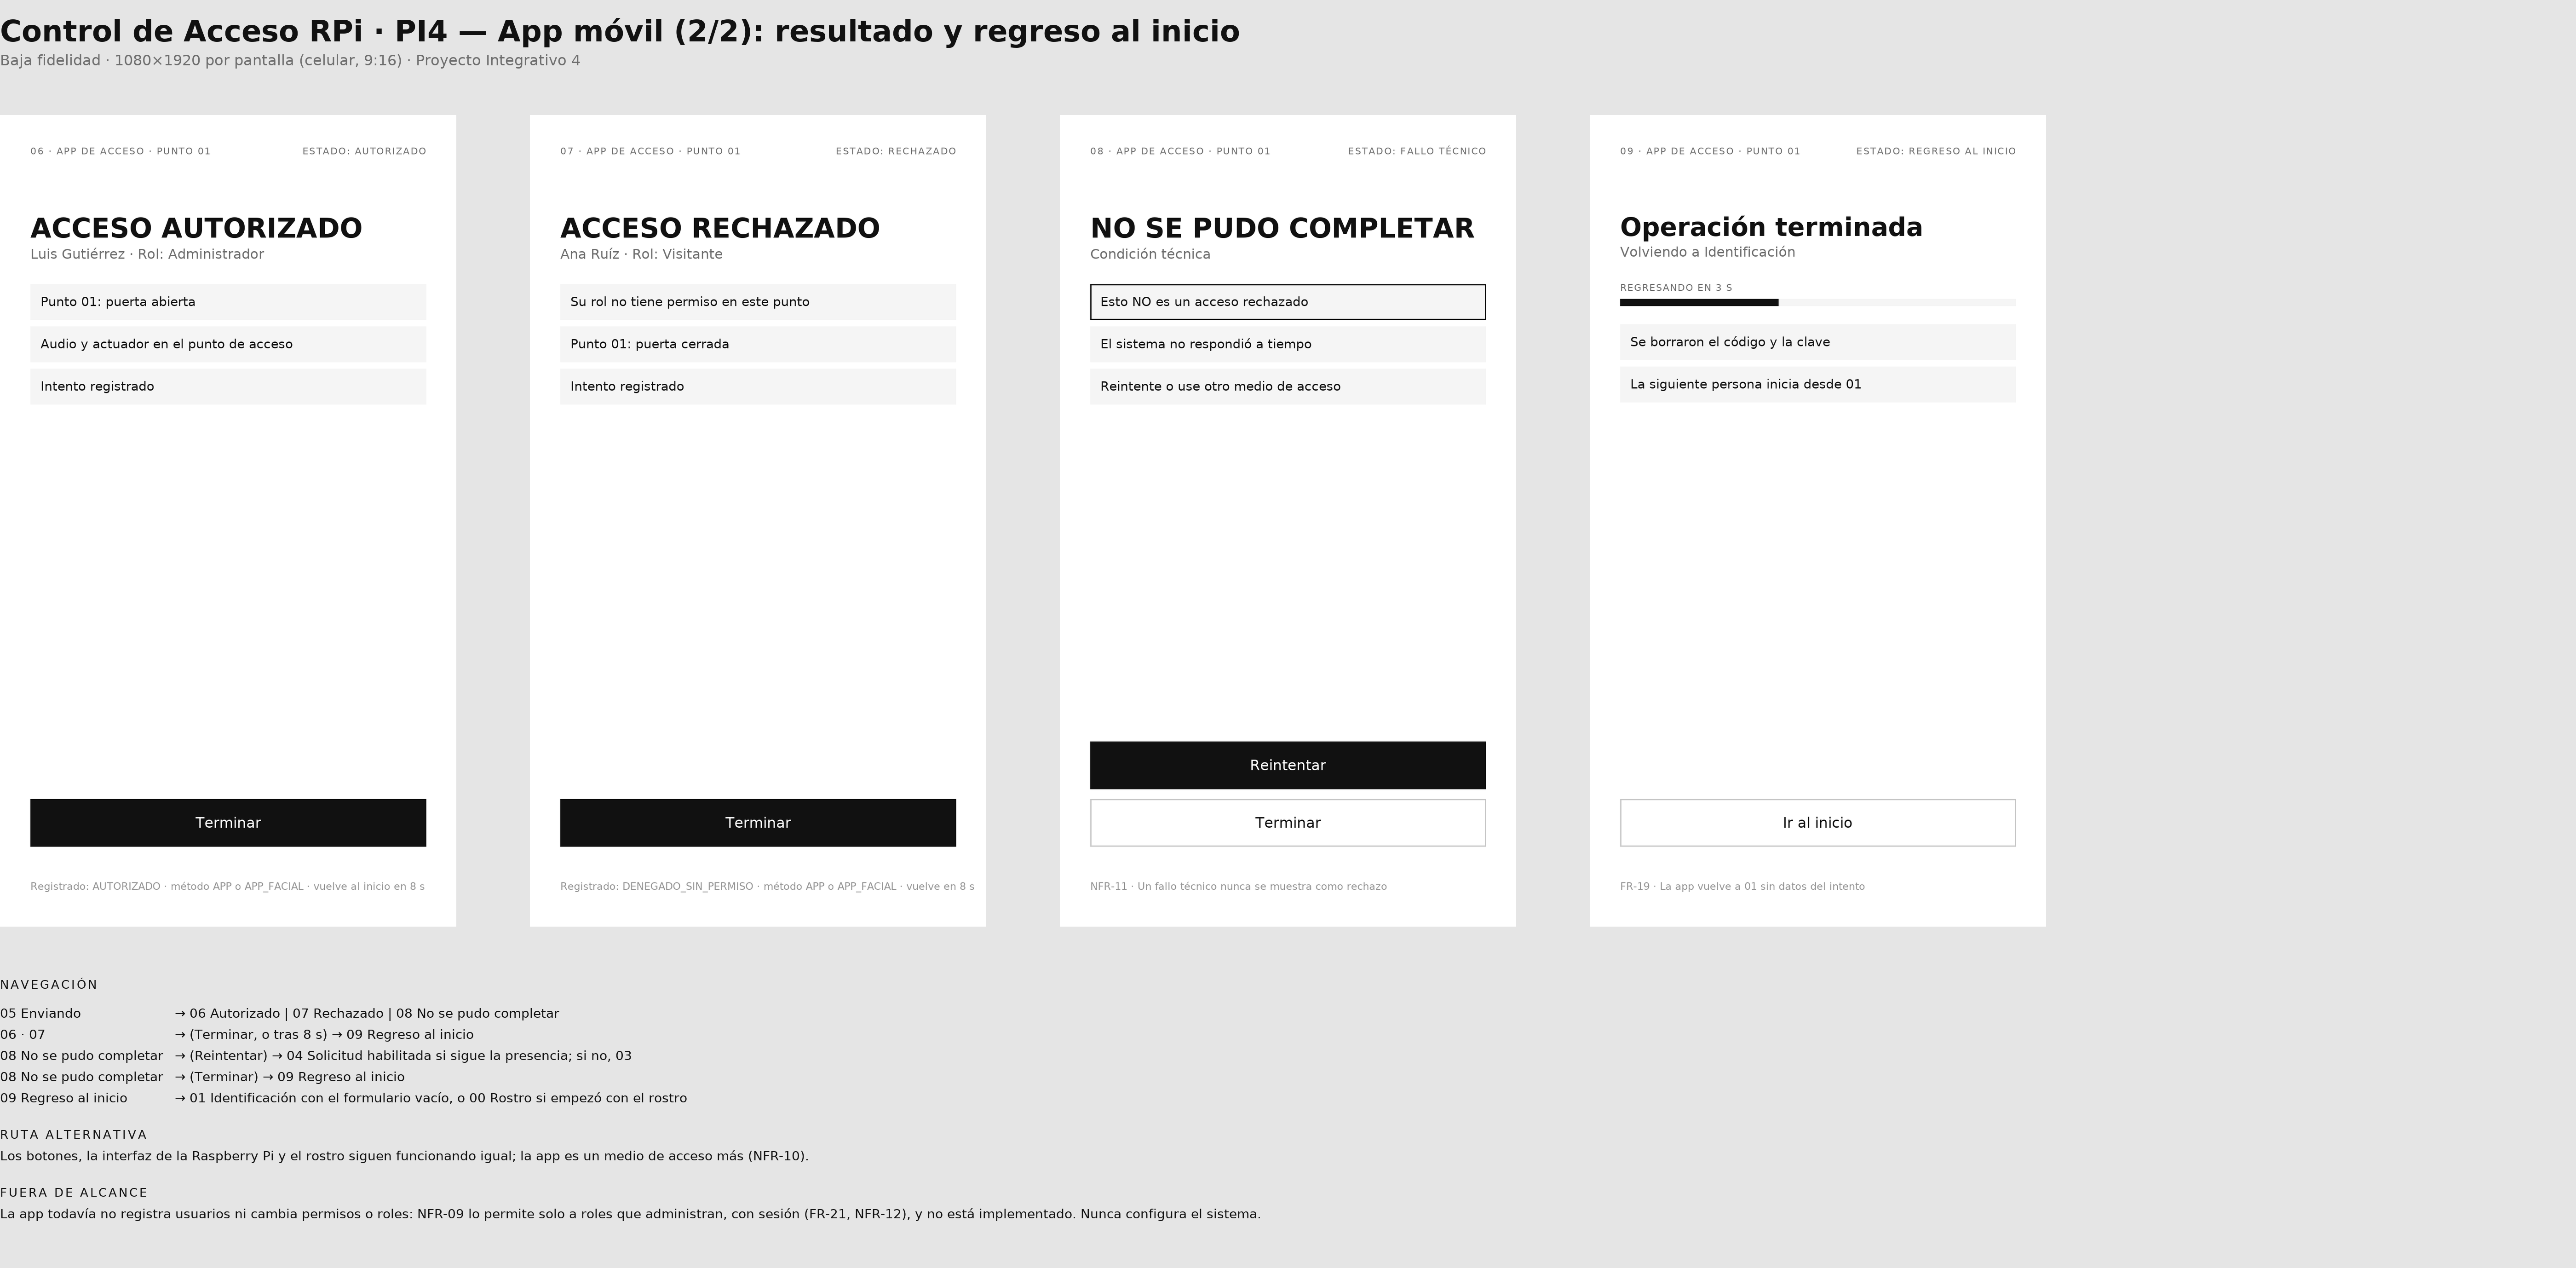 Control de Acceso RPi · PI4 — App móvil (2/2): resultado y regreso al inicio
Baja fidelidad · 1080×1920 por pantalla (celular, 9:16) · Proyecto Integrativo 4
06 · APP DE ACCESO · PUNTO 01
ESTADO: AUTORIZADO
ACCESO AUTORIZADO
Luis Gutiérrez · Rol: Administrador
Punto 01: puerta abierta
Audio y actuador en el punto de acceso
Intento registrado
Terminar
Registrado: AUTORIZADO · método APP o APP_FACIAL · vuelve al inicio en 8 s
07 · APP DE ACCESO · PUNTO 01
ESTADO: RECHAZADO
ACCESO RECHAZADO
Ana Ruíz · Rol: Visitante
Su rol no tiene permiso en este punto
Punto 01: puerta cerrada
Intento registrado
Terminar
Registrado: DENEGADO_SIN_PERMISO · método APP o APP_FACIAL · vuelve en 8 s
08 · APP DE ACCESO · PUNTO 01
ESTADO: FALLO TÉCNICO
NO SE PUDO COMPLETAR
Condición técnica
Esto NO es un acceso rechazado
El sistema no respondió a tiempo
Reintente o use otro medio de acceso
Reintentar
Terminar
NFR-11 · Un fallo técnico nunca se muestra como rechazo
09 · APP DE ACCESO · PUNTO 01
ESTADO: REGRESO AL INICIO
Operación terminada
Volviendo a Identificación
REGRESANDO EN 3 S
Se borraron el código y la clave
La siguiente persona inicia desde 01
Ir al inicio
FR-19 · La app vuelve a 01 sin datos del intento
NAVEGACIÓN
05 Enviando → 06 Autorizado | 07 Rechazado | 08 No se pudo completar
06 · 07 → (Terminar, o tras 8 s) → 09 Regreso al inicio
08 No se pudo completar → (Reintentar) → 04 Solicitud habilitada si sigue la presencia; si no, 03
08 No se pudo completar → (Terminar) → 09 Regreso al inicio
09 Regreso al inicio → 01 Identificación con el formulario vacío, o 00 Rostro si empezó con el rostro
RUTA ALTERNATIVA
Los botones, la interfaz de la Raspberry Pi y el rostro siguen funcionando igual; la app es un medio de acceso más (NFR-10).
FUERA DE ALCANCE
La app todavía no registra usuarios ni cambia permisos o roles: NFR-09 lo permite solo a roles que administran, con sesión (FR-21, NFR-12), y no está implementado. Nunca configura el sistema.